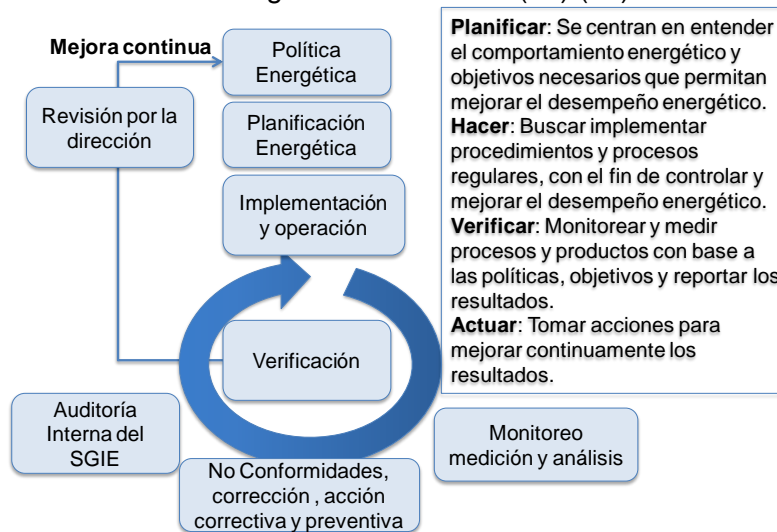 Mejora continua
Política
Energética
Revisión por la
dirección
Planificación
Energética
Implementación
y operación
Verificación
Auditoría
Interna del
SGIE
Monitoreo
medición y análisis
No Conformidades,
corrección , acción
correctiva y preventiva
Planificar: Se centran en entender
el comportamiento energético y
objetivos necesarios que permitan
mejorar el desempeño energético.
Hacer: Buscar implementar
procedimientos y procesos
regulares, con el fin de controlar y
mejorar el desempeño energético.
Verificar: Monitorear y medir
procesos y productos con base a
las políticas, objetivos y reportar los
resultados.
Actuar: Tomar acciones para
mejorar continuamente los
resultados.